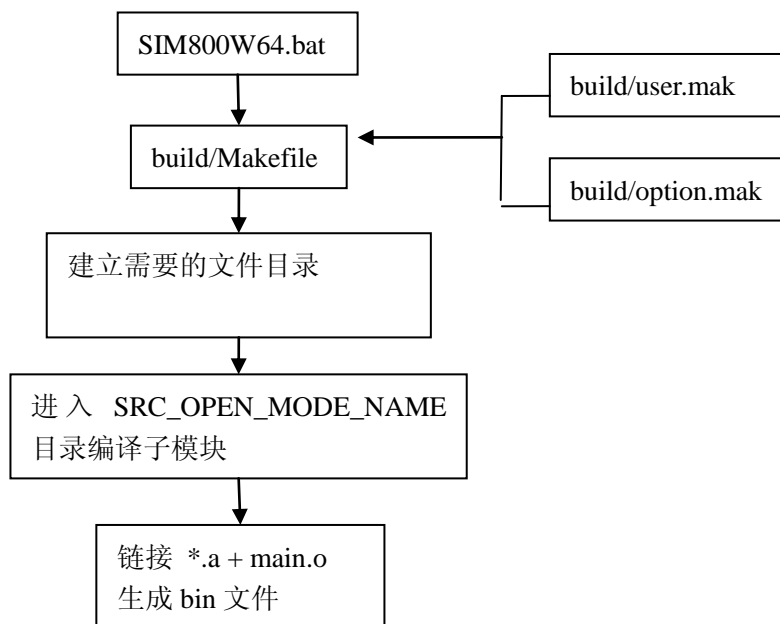 SIM800W64.bat
build/user.mak
build/Makefile
build/option.mak
建立需要的文件目录
进入 SRC_OPEN_MODE_NAME
目录编译子模块
链接 *.a + main.o
生成 bin 文件